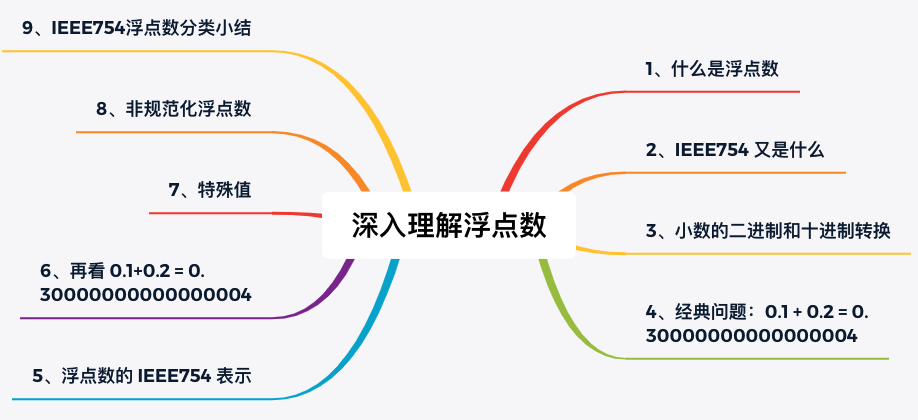 深入理解浮点数
1、什么是浮点数
2、IEEE754 又是什么
3、小数的二进制和十进制转换
4、经典问题：0.1 + 0.2 = 0.
30000000000000004
5、浮点数的 IEEE754 表示
6、再看 0.1+0.2 = 0.
30000000000000004
7、特殊值
8、非规范化浮点数
9、IEEE754浮点数分类小结